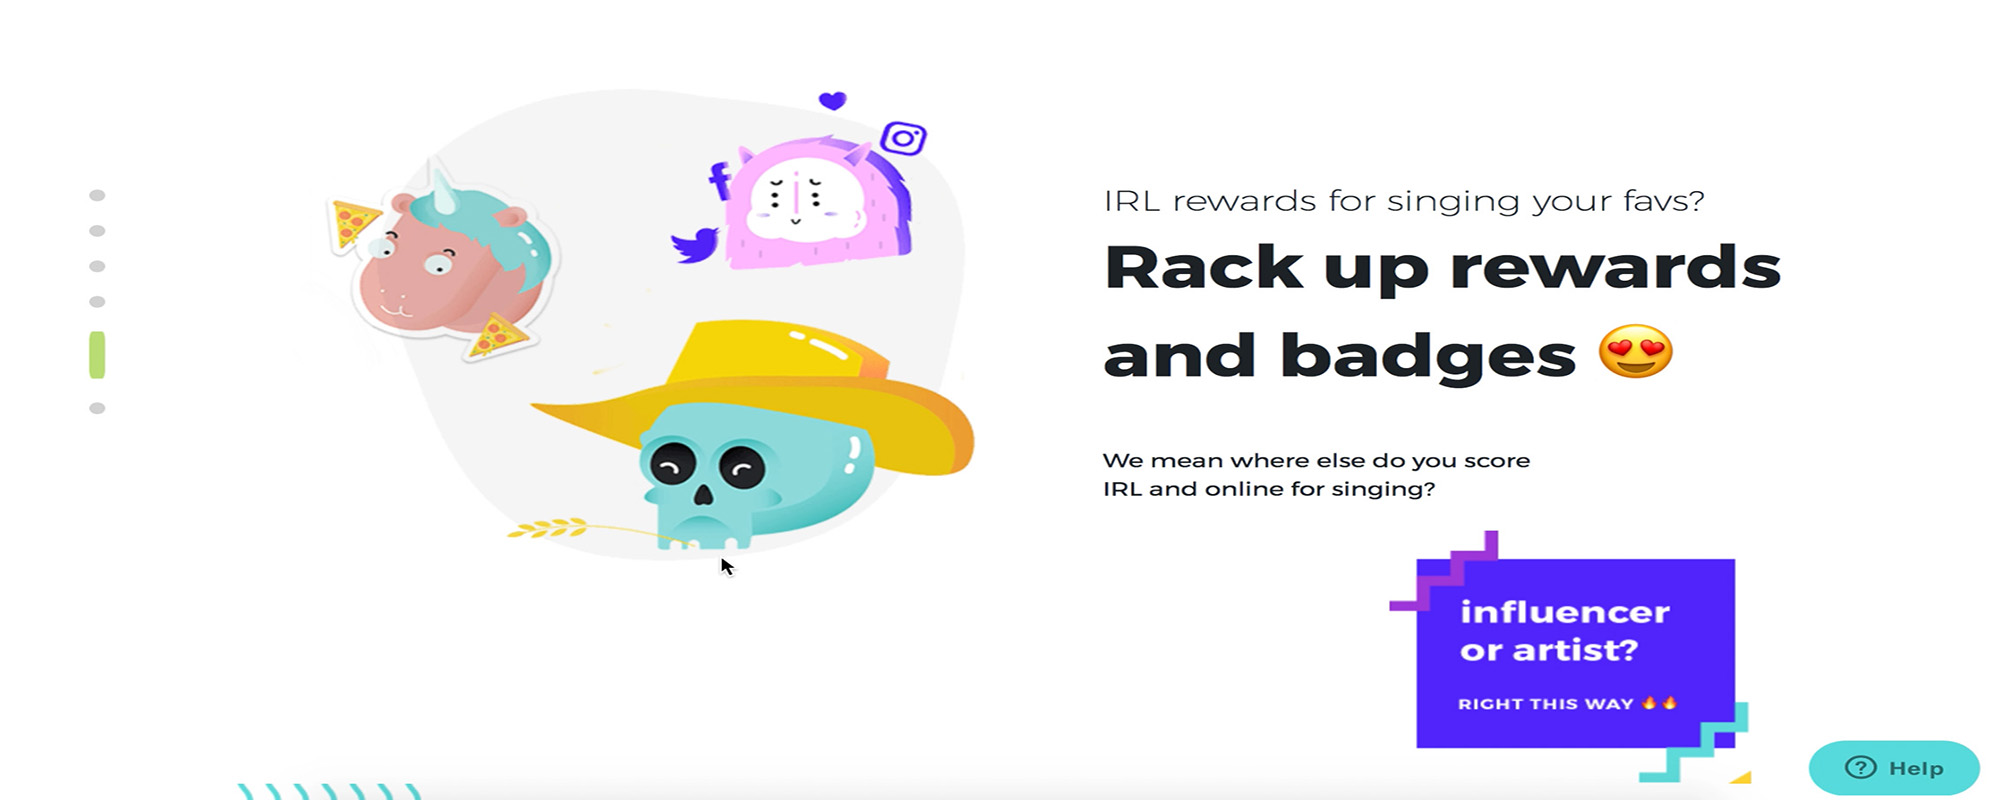 IRL rewards for singing your favs?
Rack up rewards
and badges 😍
We mean where else do you score
IRL and online for singing?
influencer
or artist?
RIGHT THIS WAY 🔥🔥
? Help